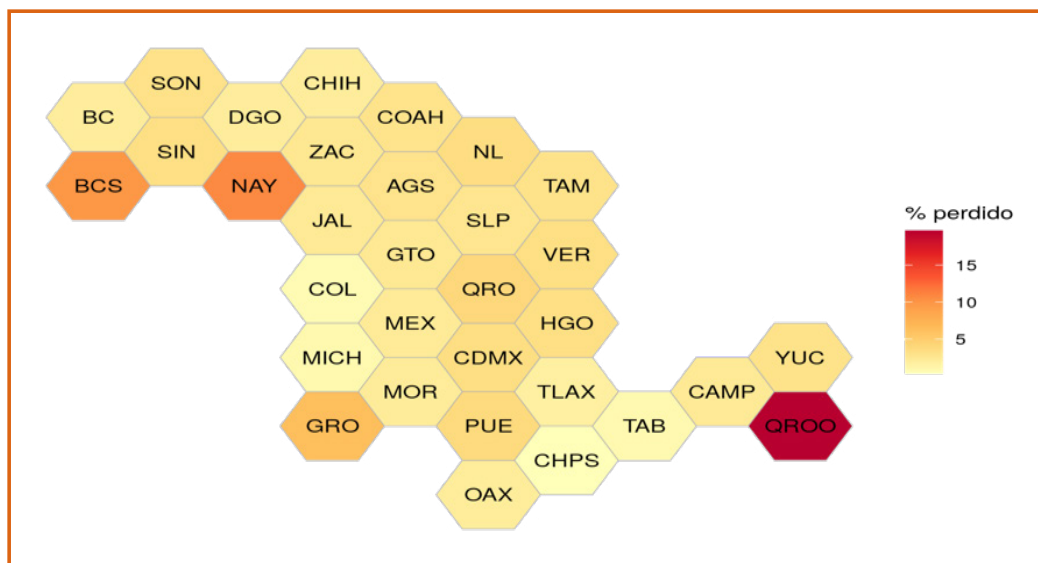 SON
CHIH
BC
DGO
COAH
SIN
ZAC
NL
BCS
NAY
AGS
TAM
JAL
SLP
GTO
VER
COL
QRO
MEX
HGO
MICH
CDMX
YUC
MOR
TLAX
CAMP
GRO
PUE
TAB
QROO
CHPS
OAX
% perdido
15
10
5